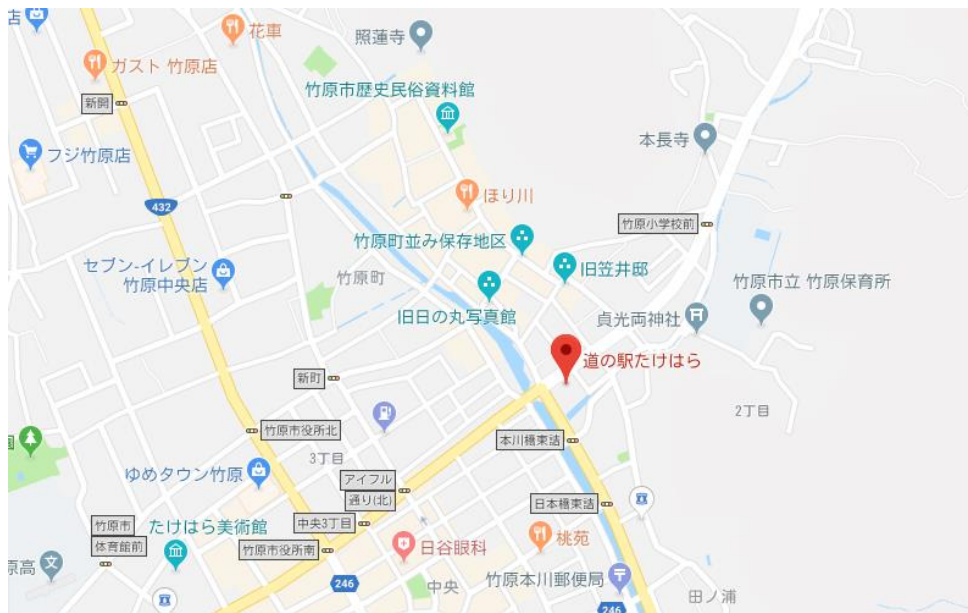 店
花車
照蓮寺
ガスト 竹原店
竹原市歴史民俗資料館
新開
フジ竹原店
本長寺
ほり川
432
竹原小学校前
竹原町並み保存地区
セブン-イレブン
竹原中央店
竹原町
旧笠井邸
竹原市立 竹原保育所
旧日の丸写真館
貞光両神社
道の駅たけはら
新町
2丁目
竹原市役所北
本川橋東詰
3丁目
ゆめタウン竹原
アイフル
通り(北)
日本橋東詰
竹原市
体育館前
たけはら美術館
中央3丁目
竹原市役所南
日谷眼科
桃苑
原高
文
246
中央
竹原本川郵便局
246
田ノ浦